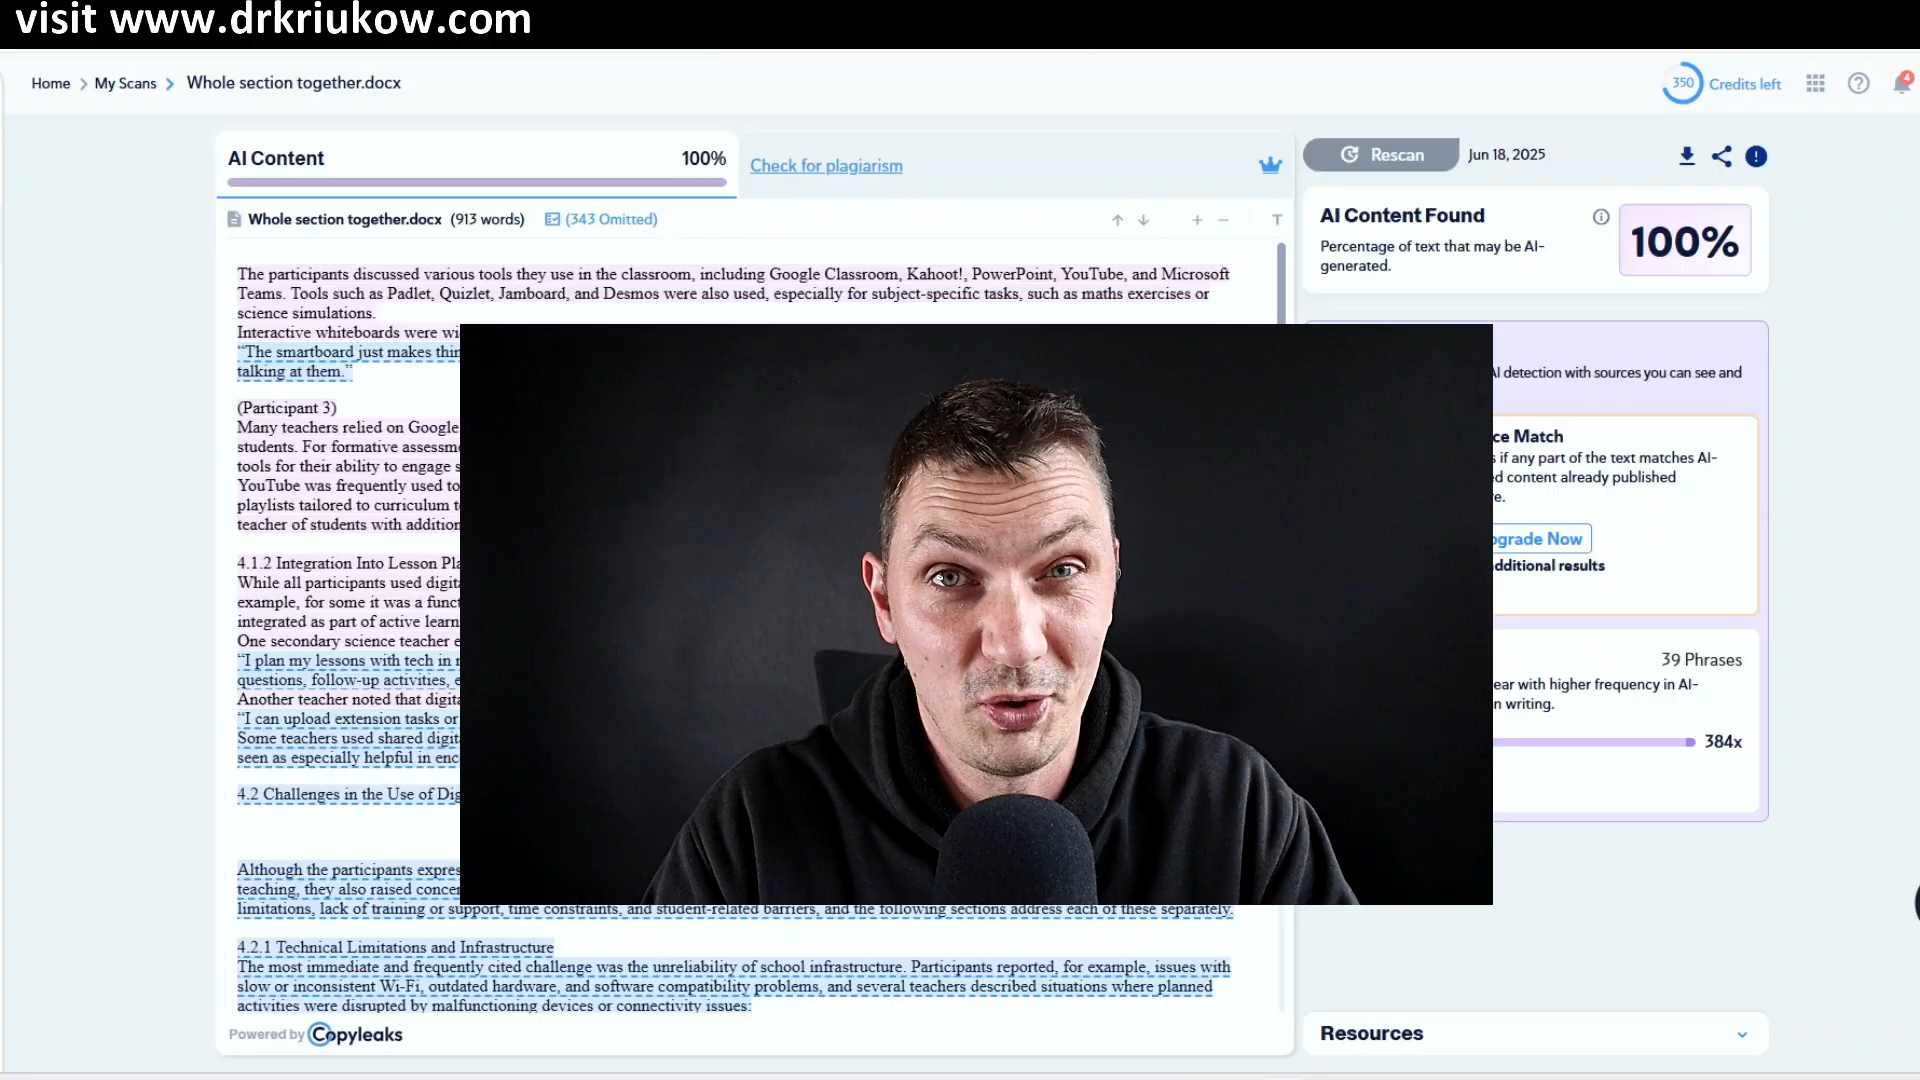 visit www.drkriukow.com
Home
My Scans
Whole section together.docx
350
Credits left
4
AI Content
100%
Check for plagiarism
Rescan
Jun 18, 2025
Whole section together.docx (913 words)
(343 Omitted)
T
AI Content Found
Percentage of text that may be AI-
generated.
100%
The participants discussed various tools they use in the classroom, including Google Classroom, Kahoot!, PowerPoint, YouTube, and Microsoft
Teams. Tools such as Padlet, Quizlet, Jamboard, and Desmos were also used, especially for subject-specific tasks, such as maths exercises or
science simulations.
Interactive whiteboards were
"The smartboard just makes
talking at them."
(Participant 3)
Many teachers relied on Google
students. For formative
tools for their ability to engage
YouTube was frequently used to
playlists tailored to curriculum
teacher of students with
4.1.2 Integration Into Lesson
While all participants used
example, for some it was a
integrated as part of active
One secondary science teacher
"I plan my lessons with tech in
questions, follow-up activities,
Another teacher noted that
"I can upload extension tasks or
Some teachers used shared
seen as especially helpful in
4.2 Challenges in the Use of
Although the participants
teaching, they also raised
limitations, lack of training or support, time constraints, and student-related barriers, and the following sections address each of these separately.
4.2.1 Technical Limitations and Infrastructure
The most immediate and frequently cited challenge was the unreliability of school infrastructure. Participants reported, for example, issues with
slow or inconsistent Wi-Fi, outdated hardware, and software compatibility problems, and several teachers described situations where planned
activities were disrupted by malfunctioning devices or connectivity issues:
Powered by Copyleaks
AI detection with sources you can see and
Match
if any part of the text matches AI-
content already published
Now
results
39 Phrases
with higher frequency in AI-
writing.
384x
Resources